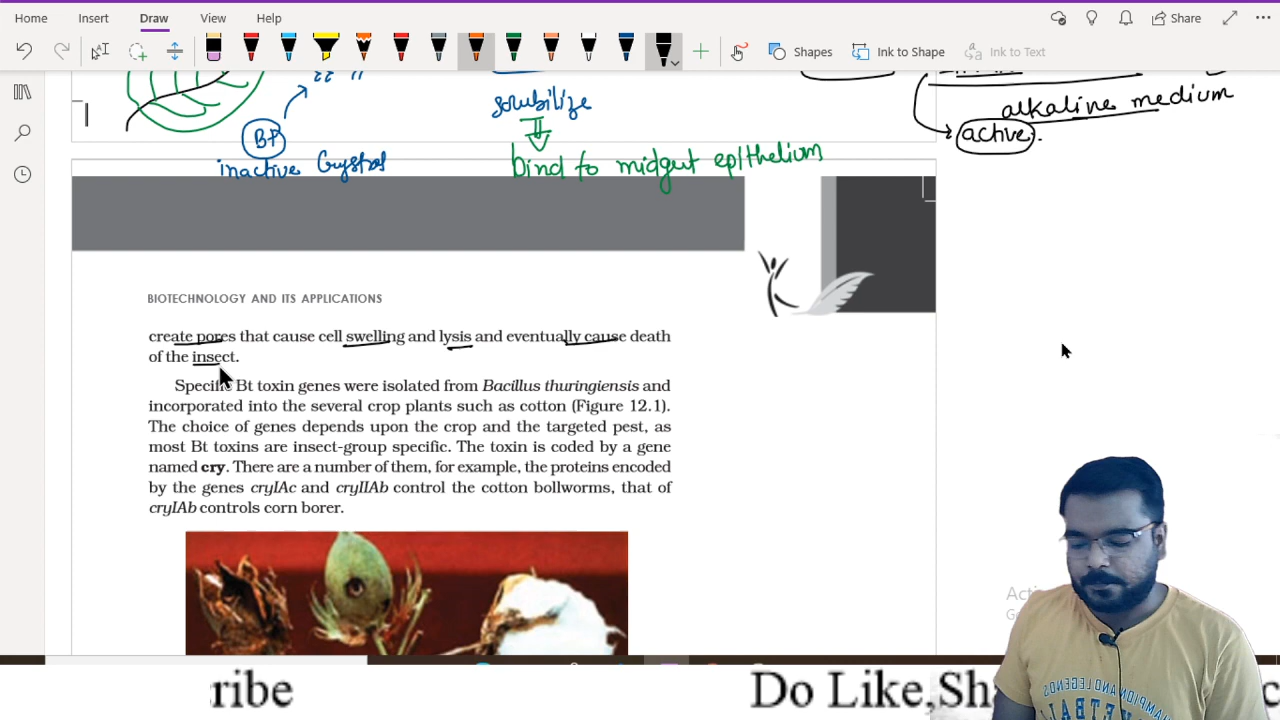 Home Insert Draw View Help Share
Shapes Ink to Shape Ink to Text
solubilize
alkaline medium
active.
BP
inactive Crystal
bind to midgut epithelium
BIOTECHNOLOGY AND ITS APPLICATIONS
create pores that cause cell swelling and lysis and eventually cause death
of the insect.
Specific Bt toxin genes were isolated from Bacillus thuringiensis and
incorporated into the several crop plants such as cotton (Figure 12.1).
The choice of genes depends upon the crop and the targeted pest, as
most Bt toxins are insect-group specific. The toxin is coded by a gene
named cry. There are a number of them, for example, the proteins encoded
by the genes cryIAc and cryIIAb control the cotton bollworms, that of
cryIAb controls corn borer.
ribe Do Like,Sh